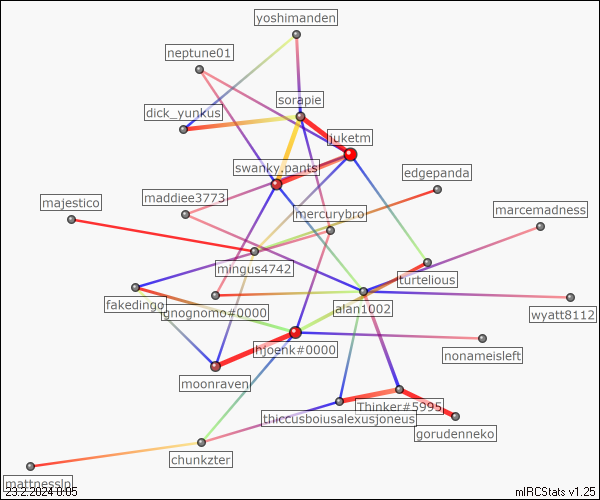 yoshimanden
neptune01
sorapie
dick_yunkus
juketm
swanky.pants
edgepanda
maddiee3773
majestico
mercurybro
marcemadness
mingus4742
turtelious
fakedingo
gnognomo#0000
alan1002
wyatt8112
hjoenk#0000
nonameisleft
moonraven
Thinker#5995
thiccusboiusalexusjoneus
gorudenneko
chunkzter
mattnessln
23.2.2024 0:05
mIRCStats v1.25